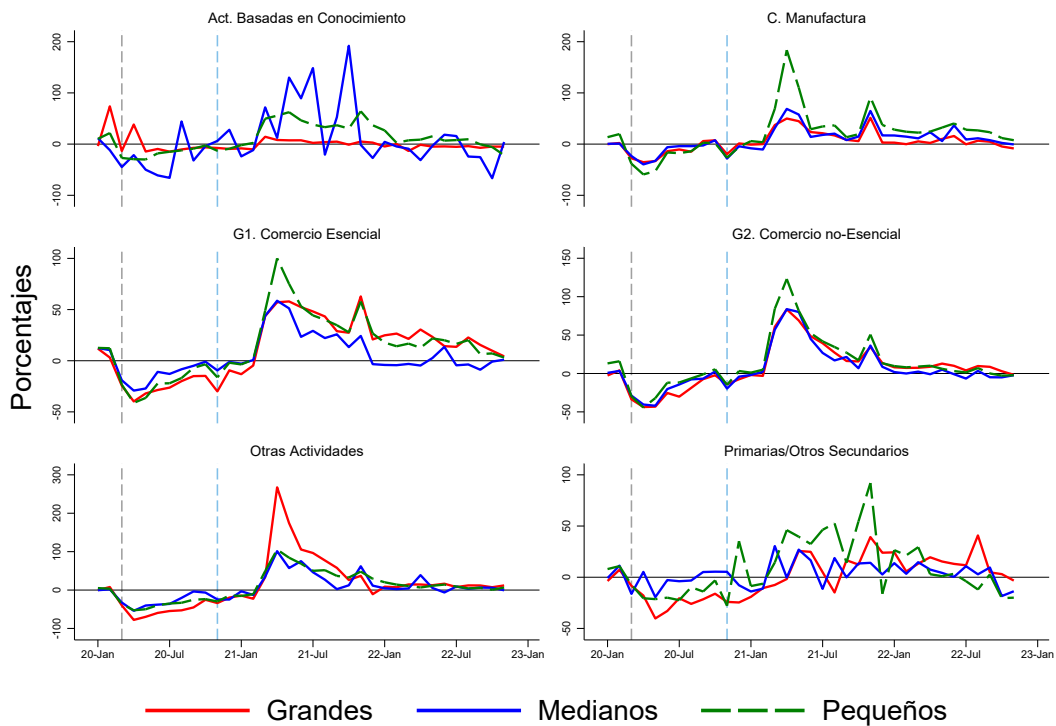 Act. Basadas en Conocimiento
C. Manufactura
200
100
0
-100
200
100
0
-100
G1. Comercio Esencial
G2. Comercio no-Esencial
Porcentajes
100
50
0
-50
150
100
50
0
-50
Otras Actividades
Primarias/Otros Secundarios
300
200
100
0
-100
100
50
0
-50
20-Jan 20-Jul 21-Jan 21-Jul 22-Jan 22-Jul 23-Jan
20-Jan 20-Jul 21-Jan 21-Jul 22-Jan 22-Jul 23-Jan
Grandes Medianos Pequeños